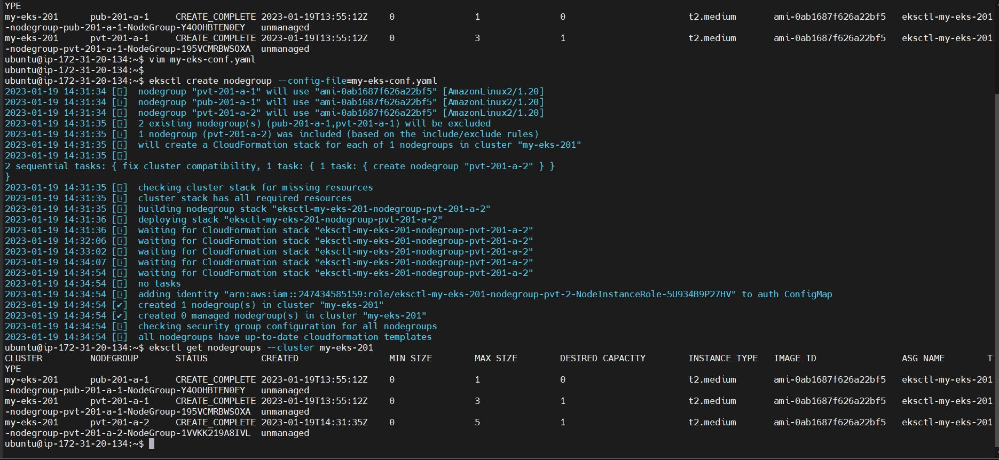 YPE
my-eks-201      pub-201-a-1     CREATE_COMPLETE 2023-01-19T13:55:12Z    0               1               0                       t2.medium       ami-0ab1687f626a22bf5   eksctl-my-eks-201
-nodegroup-pub-201-a-1-NodeGroup-Y4OOHBTEN0EY   unmanaged
my-eks-201      pvt-201-a-1     CREATE_COMPLETE 2023-01-19T13:55:12Z    0               3               1                       t2.medium       ami-0ab1687f626a22bf5   eksctl-my-eks-201
-nodegroup-pvt-201-a-1-NodeGroup-195VCMRBWSOXA  unmanaged
ubuntu@ip-172-31-20-134:~$ vim my-eks-conf.yaml
ubuntu@ip-172-31-20-134:~$
ubuntu@ip-172-31-20-134:~$ eksctl create nodegroup --config-file=my-eks-conf.yaml
2023-01-19 14:31:34 [ℹ]  nodegroup "pvt-201-a-1" will use "ami-0ab1687f626a22bf5" [AmazonLinux2/1.20]
2023-01-19 14:31:34 [ℹ]  nodegroup "pub-201-a-1" will use "ami-0ab1687f626a22bf5" [AmazonLinux2/1.20]
2023-01-19 14:31:34 [ℹ]  nodegroup "pvt-201-a-2" will use "ami-0ab1687f626a22bf5" [AmazonLinux2/1.20]
2023-01-19 14:31:35 [ℹ]  2 existing nodegroup(s) (pub-201-a-1,pvt-201-a-1) will be excluded
2023-01-19 14:31:35 [ℹ]  1 nodegroup (pvt-201-a-2) was included (based on the include/exclude rules)
2023-01-19 14:31:35 [ℹ]  will create a CloudFormation stack for each of 1 nodegroups in cluster "my-eks-201"
2023-01-19 14:31:35 [ℹ]
2 sequential tasks: { fix cluster compatibility, 1 task: { 1 task: { create nodegroup "pvt-201-a-2" } }
}
2023-01-19 14:31:35 [ℹ]  checking cluster stack for missing resources
2023-01-19 14:31:35 [ℹ]  cluster stack has all required resources
2023-01-19 14:31:35 [ℹ]  building nodegroup stack "eksctl-my-eks-201-nodegroup-pvt-201-a-2"
2023-01-19 14:31:36 [ℹ]  deploying stack "eksctl-my-eks-201-nodegroup-pvt-201-a-2"
2023-01-19 14:31:36 [ℹ]  waiting for CloudFormation stack "eksctl-my-eks-201-nodegroup-pvt-201-a-2"
2023-01-19 14:32:06 [ℹ]  waiting for CloudFormation stack "eksctl-my-eks-201-nodegroup-pvt-201-a-2"
2023-01-19 14:33:02 [ℹ]  waiting for CloudFormation stack "eksctl-my-eks-201-nodegroup-pvt-201-a-2"
2023-01-19 14:34:07 [ℹ]  waiting for CloudFormation stack "eksctl-my-eks-201-nodegroup-pvt-201-a-2"
2023-01-19 14:34:54 [ℹ]  waiting for CloudFormation stack "eksctl-my-eks-201-nodegroup-pvt-201-a-2"
2023-01-19 14:34:54 [ℹ]  no tasks
2023-01-19 14:34:54 [ℹ]  adding identity "arn:aws:iam::247434585159:role/eksctl-my-eks-201-nodegroup-pvt-2-NodeInstanceRole-5U934B9P27HV" to auth ConfigMap
2023-01-19 14:34:54 [✔]  created 1 nodegroup(s) in cluster "my-eks-201"
2023-01-19 14:34:54 [✔]  created 0 managed nodegroup(s) in cluster "my-eks-201"
2023-01-19 14:34:54 [ℹ]  checking security group configuration for all nodegroups
2023-01-19 14:34:54 [ℹ]  all nodegroups have up-to-date cloudformation templates
ubuntu@ip-172-31-20-134:~$ eksctl get nodegroups --cluster my-eks-201
CLUSTER         NODEGROUP       STATUS          CREATED                 MIN SIZE        MAX SIZE        DESIRED CAPACITY        INSTANCE TYPE   IMAGE ID                ASG NAME        T
YPE
my-eks-201      pub-201-a-1     CREATE_COMPLETE 2023-01-19T13:55:12Z    0               1               0                       t2.medium       ami-0ab1687f626a22bf5   eksctl-my-eks-201
-nodegroup-pub-201-a-1-NodeGroup-Y4OOHBTEN0EY   unmanaged
my-eks-201      pvt-201-a-1     CREATE_COMPLETE 2023-01-19T13:55:12Z    0               3               1                       t2.medium       ami-0ab1687f626a22bf5   eksctl-my-eks-201
-nodegroup-pvt-201-a-1-NodeGroup-195VCMRBWSOXA  unmanaged
my-eks-201      pvt-201-a-2     CREATE_COMPLETE 2023-01-19T14:31:35Z    0               5               1                       t2.medium       ami-0ab1687f626a22bf5   eksctl-my-eks-201
-nodegroup-pvt-201-a-2-NodeGroup-1VVKK219A8IVL  unmanaged
ubuntu@ip-172-31-20-134:~$